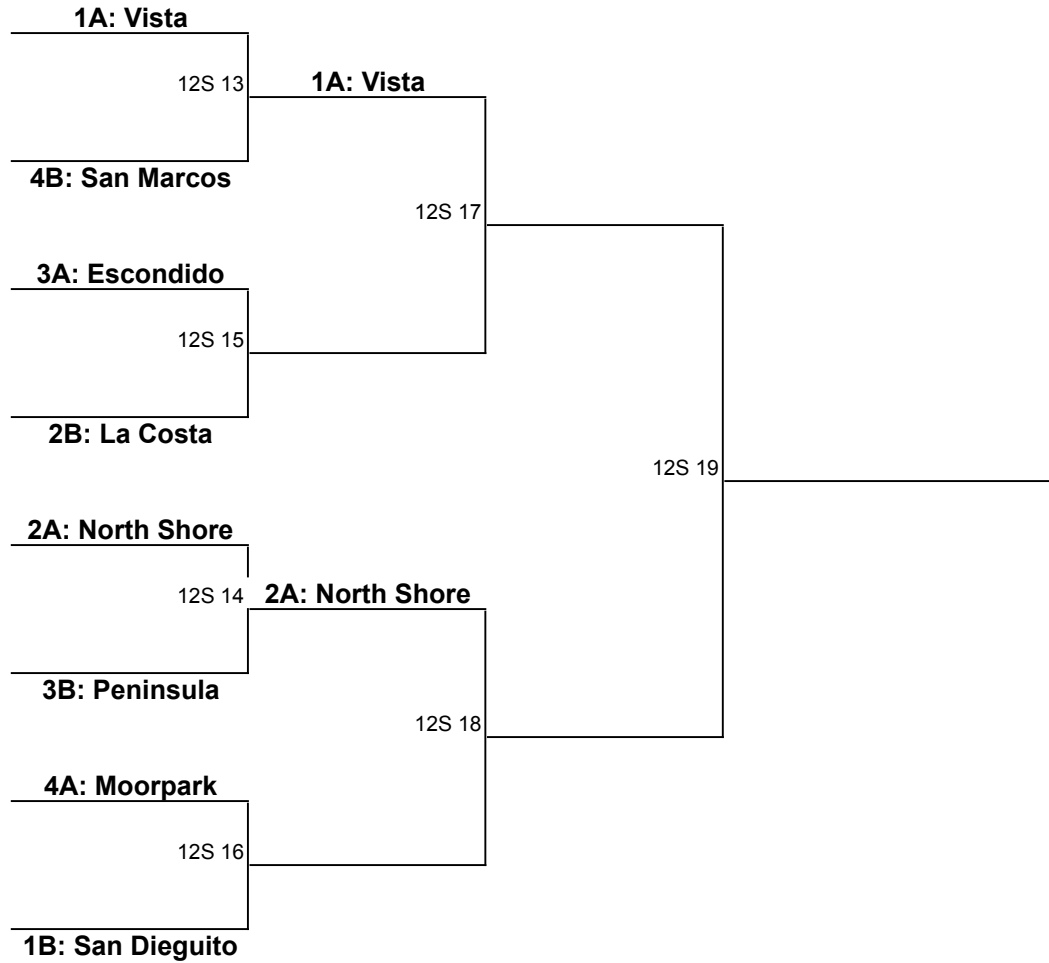 1A: Vista
12S 13
1A: Vista
4B: San Marcos
12S 17
3A: Escondido
12S 15
2B: La Costa
12S 19
2A: North Shore
12S 14
2A: North Shore
3B: Peninsula
12S 18
4A: Moorpark
12S 16
1B: San Dieguito